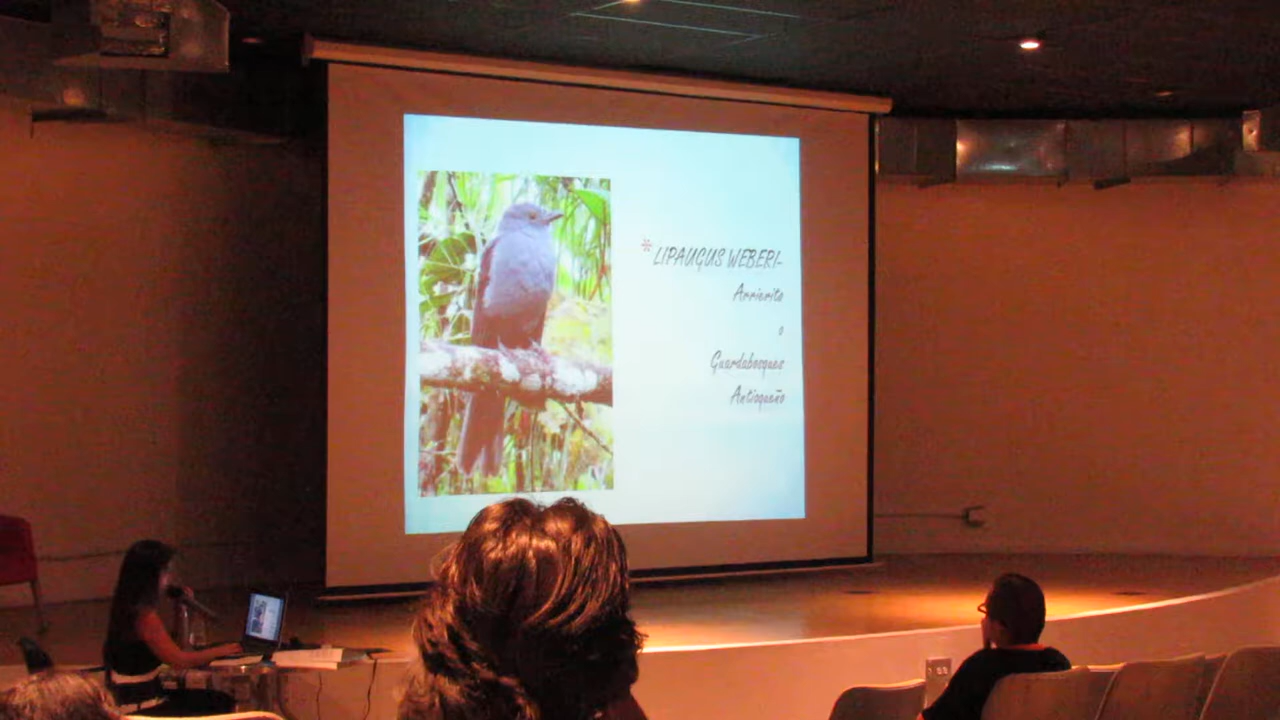 * LIPAUGUS WEBERI-
Arrierito
o
Guardabosques
Antioqueño